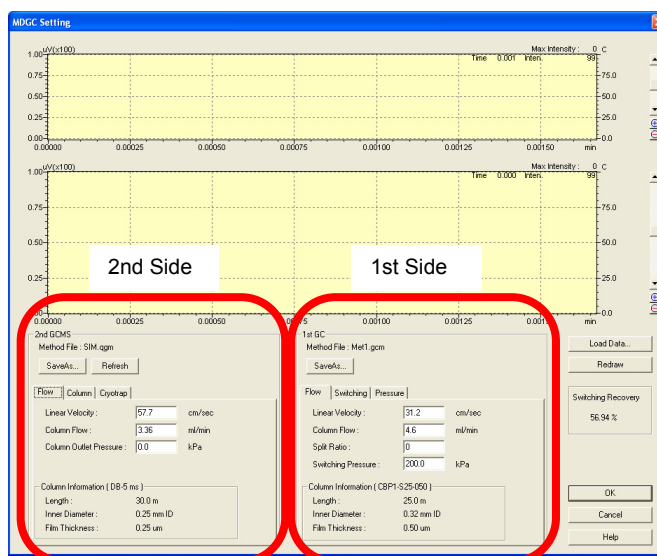 MDGC Setting
uV(x100) Max Intensity : 0 C
1.00 Time 0.001 Inten. 99
0.75 75.0
0.50 50.0
0.25 25.0
0.00 0.0
0.00000 0.00025 0.00050 0.00075 0.00100 0.00125 0.00150 min
uV(x100) Max Intensity : 0 C
1.00 Time 0.000 Inten. 99
0.75 75.0
0.50 50.0
2nd Side 1st Side
0.25 25.0
0.00 0.0
0.00000 0.00025 0.00050 0.00100 0.00125 min
2nd GCMS
Method File : SIM.qgm
SaveAs... Refresh
Flow Column Cryotrap
Linear Velocity : 57.7 cm/sec
Column Flow : 3.36 ml/min
Column Outlet Pressure : 0.0 kPa
Column Information ( DB-5 ms )
Length : 30.0 m
Inner Diameter : 0.25 mm ID
Film Thickness : 0.25 um
1st GC
Method File : Met1.gcm
SaveAs...
Flow Switching Pressure
Linear Velocity : 31.2 cm/sec
Column Flow : 4.6 ml/min
Split Ratio : 0
Switching Pressure : 200.0 kPa
Column Information ( CBP1-S25-050 )
Length : 25.0 m
Inner Diameter : 0.32 mm ID
Film Thickness : 0.50 um
Load Data...
Redraw
Switching Recovery
56.94 %
OK
Cancel
Help